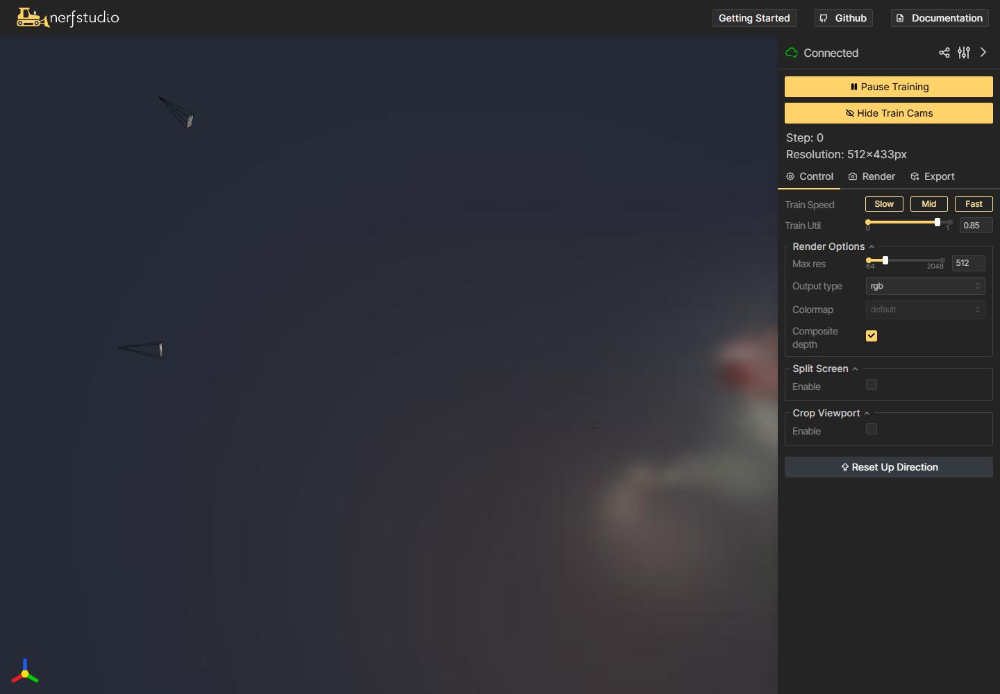 nerfstudio
Getting Started
Github
Documentation
Connected
Pause Training
Hide Train Cams
Step: 0
Resolution: 512×433px
Control
Render
Export
Train Speed
Slow
Mid
Fast
Train Util
0
1
0.85
Render Options
Max res
64
2048
512
Output type
rgb
Colormap
default
Composite
depth
Split Screen
Enable
Crop Viewport
Enable
Reset Up Direction